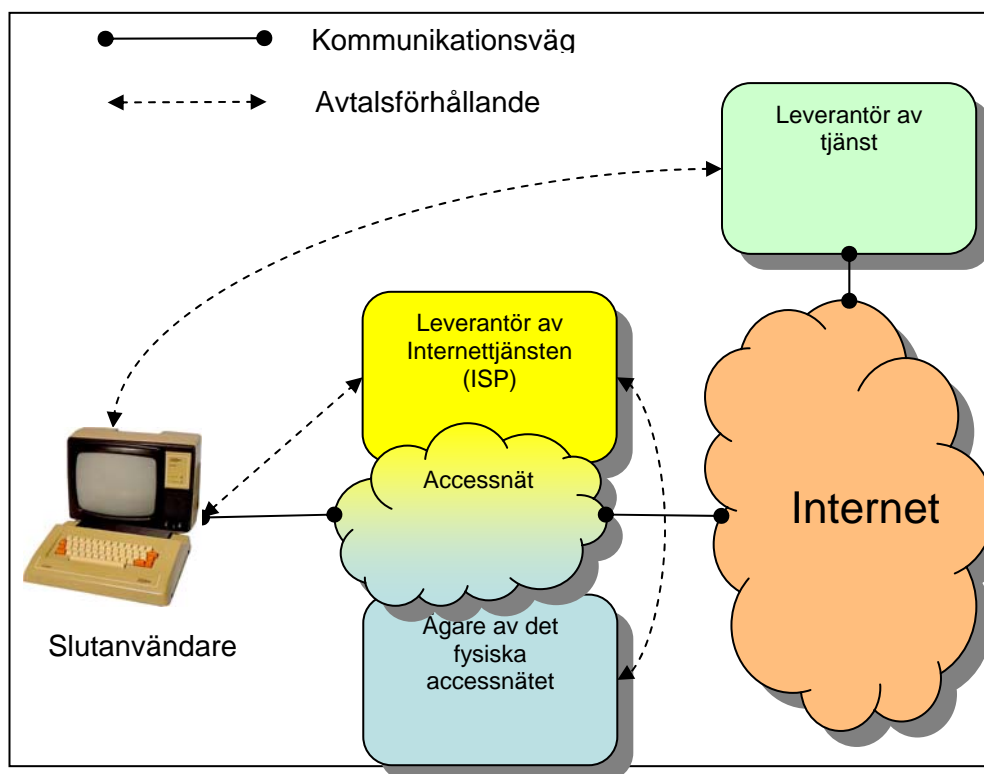 Kommunikationsväg
Avtalsförhållande
Leverantör av
tjänst
Leverantör av
Internettjänsten
(ISP)
Accessnät
Internet
Slutanvändare
Ägare av det
fysiska
accessnätet